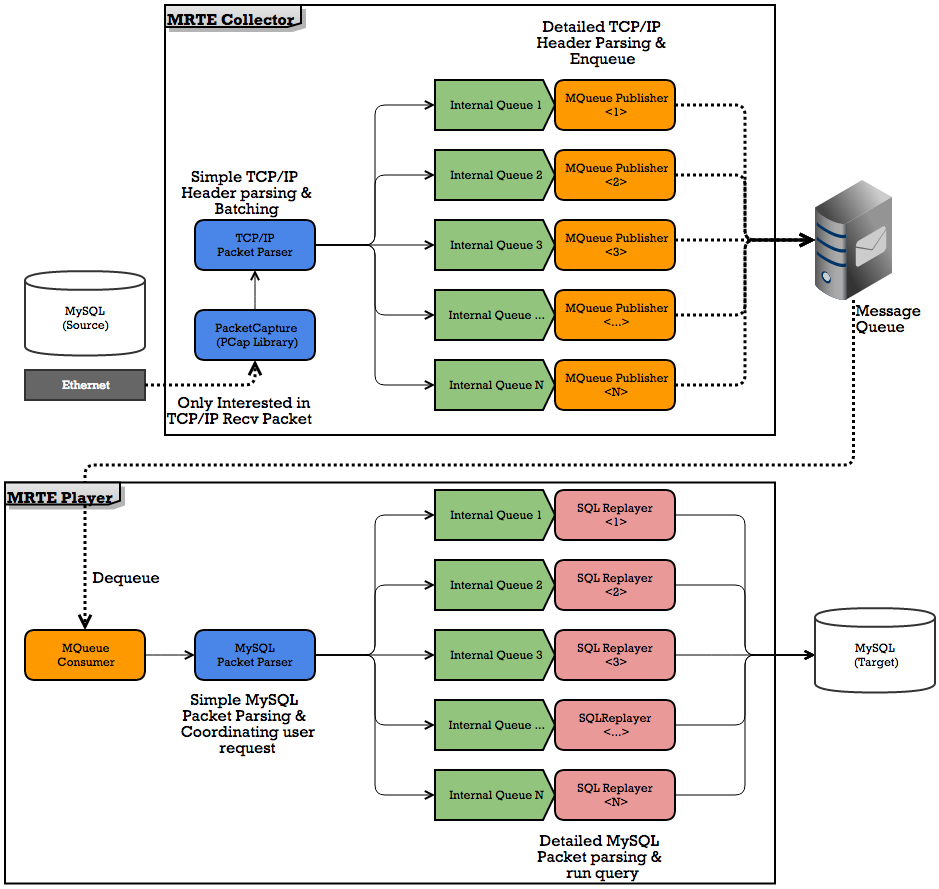 MRTE Collector
Detailed TCP/IP
Header Parsing &
Enqueue
Internal Queue 1
MQueue Publisher
<1>
Internal Queue 2
MQueue Publisher
<2>
Simple TCP/IP
Header parsing &
Batching
TCP/IP
Packet Parser
Internal Queue 3
MQueue Publisher
<3>
MySQL
(Source)
PacketCapture
(PCap Library)
Internal Queue ...
MQueue Publisher
<...>
Message
Queue
Ethernet
Only Interested in
TCP/IP Recv Packet
Internal Queue N
MQueue Publisher
<N>
MRTE Player
Internal Queue 1
SQL Replayer
<1>
Dequeue
Internal Queue 2
SQL Replayer
<2>
MQueue
Consumer
MySQL
Packet Parser
Internal Queue 3
SQL Replayer
<3>
MySQL
(Target)
Simple MySQL
Packet Parsing &
Coordinating user
request
Internal Queue ...
SQLReplayer
<...>
Internal Queue N
SQL Replayer
<N>
Detailed MySQL
Packet parsing &
run query